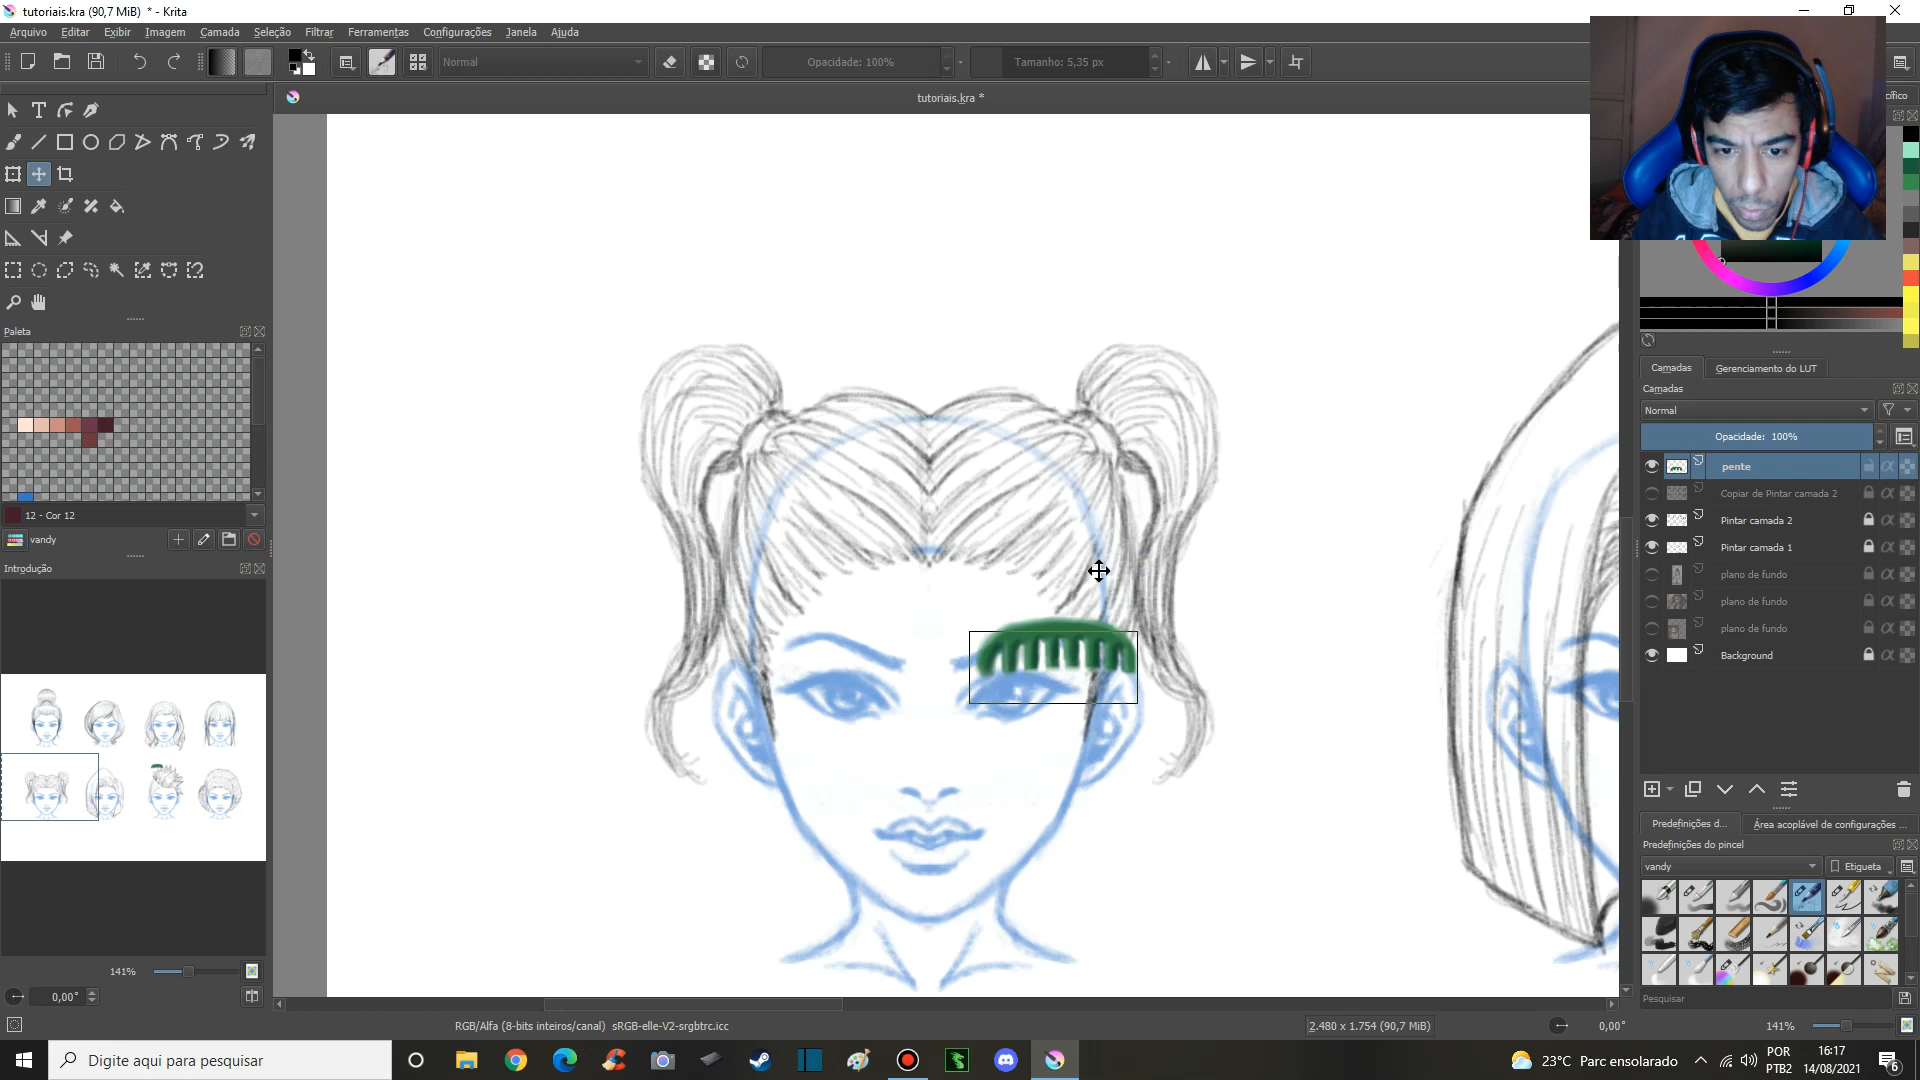 tutoriais.kra (90,7 MiB) * - Krita
Arquivo Editar Exibir Imagem Camada Seleção Filtrar Ferramentas Configurações Janela Ajuda
Normal
Opacidade: 100%
Tamanho: 5,35 px
tutoriais.kra *
cífico
Paleta
12 - Cor 12
vandy
Introdução
141%
0,00°
Camadas
Gerenciamento do LUT
Camadas
Normal
Opacidade: 100%
pente
Copiar de Pintar camada 2
Pintar camada 2
Pintar camada 1
plano de fundo
plano de fundo
plano de fundo
Background
Predefinições d...
Área acoplável de configurações ...
Predefinições do pincel
vandy
Etiqueta
Pesquisar
RGB/Alfa (8-bits inteiros/canal) sRGB-elle-V2-srgbtrc.icc
2.480 x 1.754 (90,7 MiB)
0,00°
141%
Digite aqui para pesquisar
23°C Parc ensolarado
POR
PTB2
16:17
14/08/2021
6